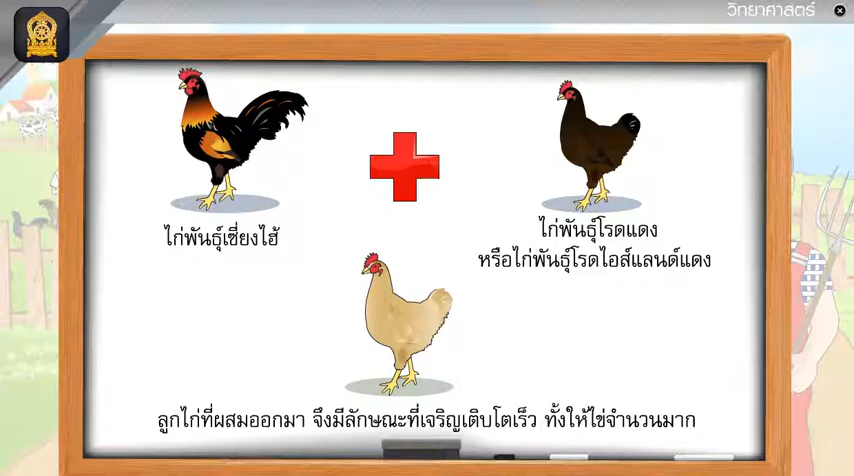 วิทยาศาสตร์
ไก่พันธุ์เซี่ยงไฮ้
ไก่พันธุ์โรดแดง
หรือไก่พันธุ์โรดไอส์แลนด์แดง
ลูกไก่ที่ผสมออกมา จึงมีลักษณะที่เจริญเติบโตเร็ว ทั้งให้ไข่จำนวนมาก